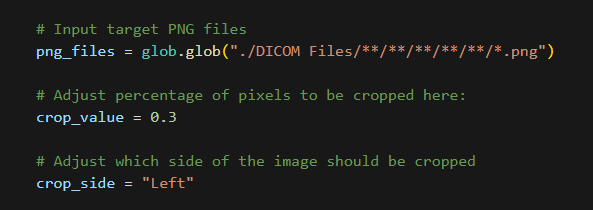 # Input target PNG files
png_files = glob.glob("./DICOM Files/**/**/**/**/**/*.png")
# Adjust percentage of pixels to be cropped here:
crop_value = 0.3
# Adjust which side of the image should be cropped
crop_side = "Left"